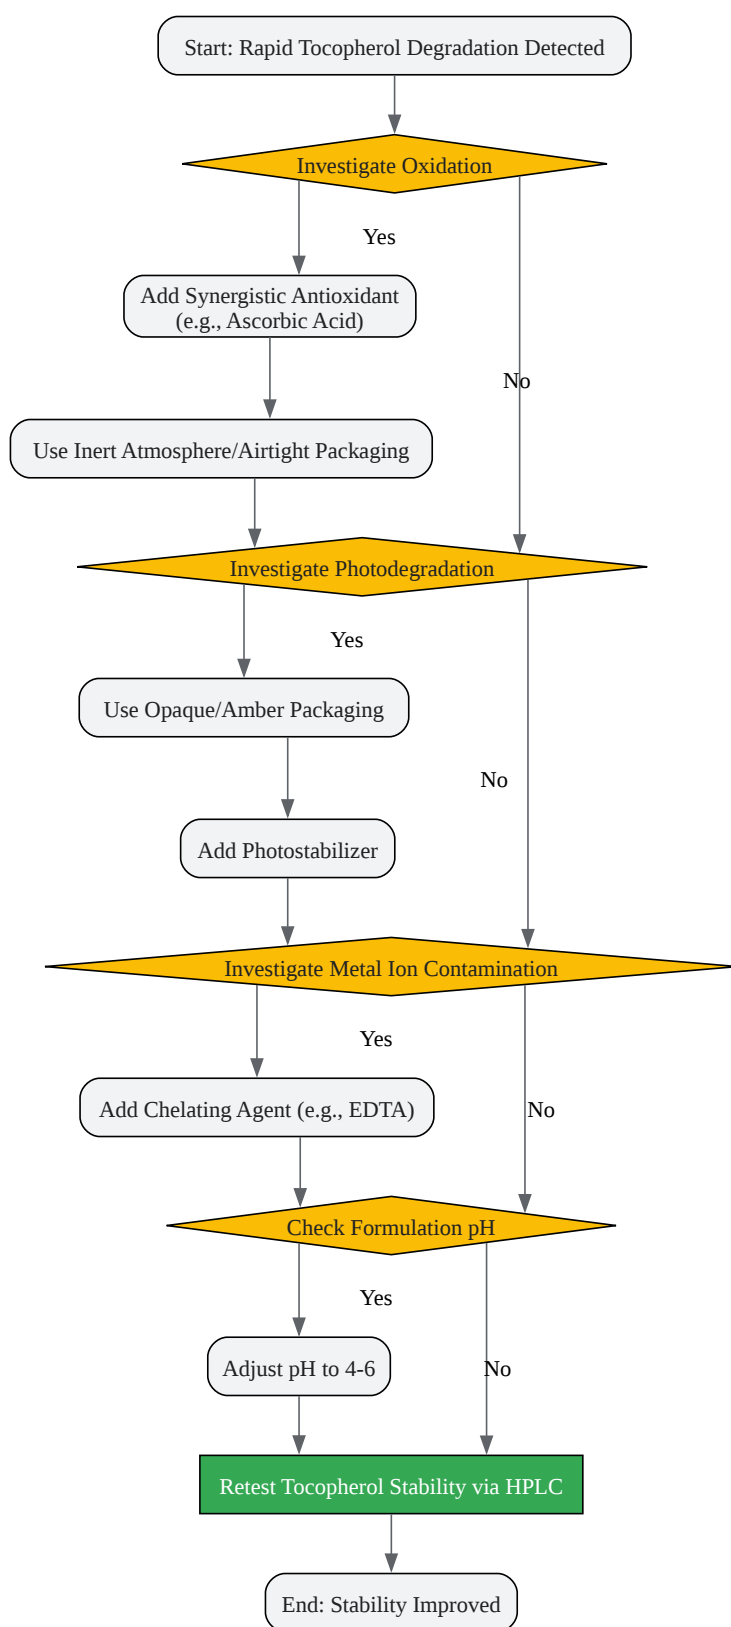 Start: Rapid Tocopherol Degradation Detected
Investigate Oxidation
Yes
Add Synergistic Antioxidant
(e.g., Ascorbic Acid)
No
Use Inert Atmosphere/Airtight Packaging
Investigate Photodegradation
Yes
Use Opaque/Amber Packaging
No
Add Photostabilizer
Investigate Metal Ion Contamination
Yes
Add Chelating Agent (e.g., EDTA)
No
Check Formulation pH
Yes
Adjust pH to 4-6
No
Retest Tocopherol Stability via HPLC
End: Stability Improved